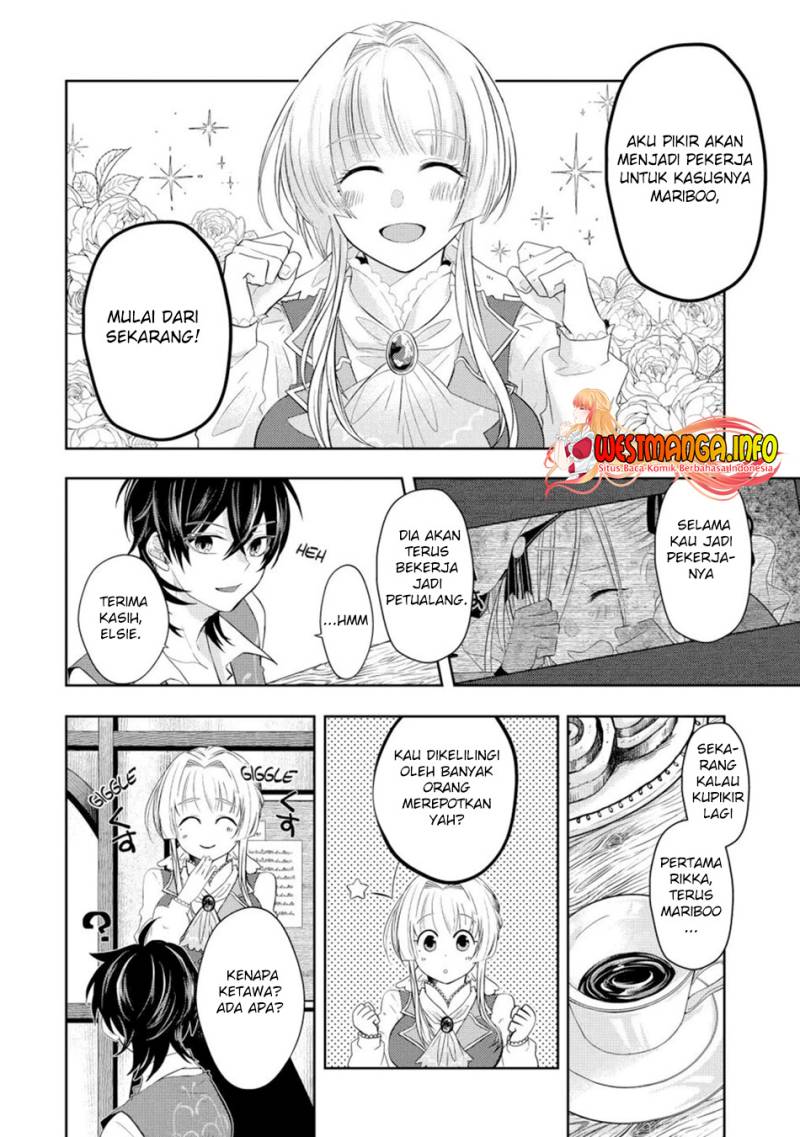 AKU PIKIR AKAN
MENJADI PEKERJA
UNTUK KASUSNYA
MARIBOO,
MULAI DARI
SEKARANG!
WESTMANGA.INFO
Situs Baca Komik Berbahasa Indonesia
SELAMA
KAU JADI
PEKERJA-
NYA
DIA AKAN
TERUS
BEKERJA
JADI
PETUALANG.
...HMM
HEH
TERIMA
KASIH,
ELSIE.
SEKA-
RANG
KALAU
KUPIKIR
LAGI
PERTAMA
RIKKA,
TERUS
MARIBOO
...
KAU DIKELILINGI
OLEH BANYAK
ORANG
MEREPOTKAN
YAH?
GIGGLE
くす
GIGGLE
くす
?
KENAPA
KETAWA?
ADA APA?